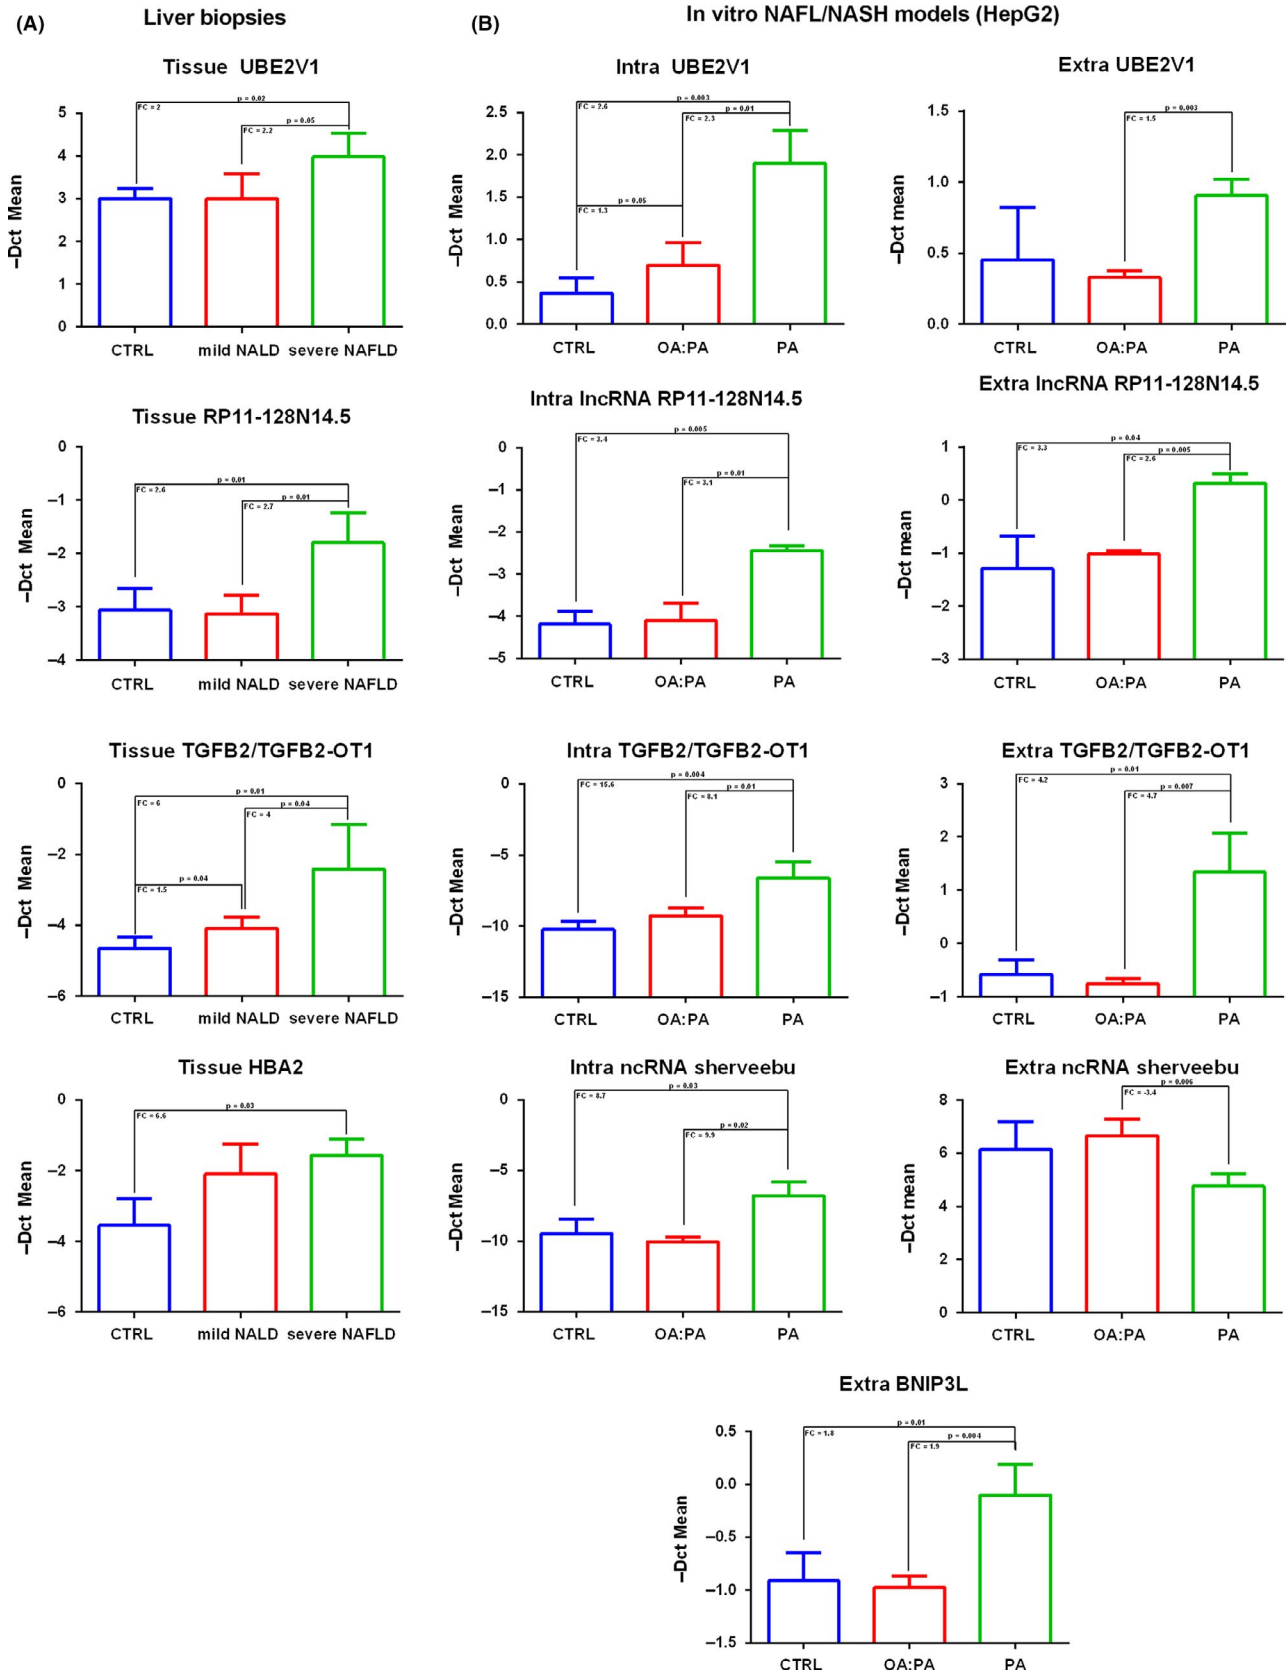 (A) Liver biopsies
(B) In vitro NAFL/NASH models (HepG2)
Tissue UBE2V1
–Dct Mean
5
4
3
2
1
0
p = 0.02
FC = 2
p = 0.05
FC = 2.2
CTRL mild NALD severe NAFLD
Intra UBE2V1
–Dct Mean
2.5
2.0
1.5
1.0
0.5
0.0
p = 0.003
FC = 2.6
p = 0.01
FC = 2.3
p = 0.05
FC = 1.3
CTRL OA:PA PA
Extra UBE2V1
–Dct mean
1.5
1.0
0.5
0.0
p = 0.003
FC = 1.5
CTRL OA:PA PA
Tissue RP11-128N14.5
–Dct Mean
0
–1
–2
–3
–4
p = 0.01
FC = 2.6
p = 0.01
FC = 2.7
CTRL mild NALD severe NAFLD
Intra lncRNA RP11-128N14.5
–Dct Mean
0
–1
–2
–3
–4
–5
p = 0.005
FC = 3.4
p = 0.01
FC = 3.1
CTRL OA:PA PA
Extra lncRNA RP11-128N14.5
–Dct mean
1
0
–1
–2
–3
p = 0.04
FC = 3.3
p = 0.005
FC = 2.6
CTRL OA:PA PA
Tissue TGFB2/TGFB2-OT1
–Dct Mean
0
–2
–4
–6
p = 0.01
FC = 6
p = 0.04
FC = 4
p = 0.04
FC = 1.5
CTRL mild NALD severe NAFLD
Intra TGFB2/TGFB2-OT1
–Dct Mean
0
–5
–10
–15
p = 0.004
FC = 15.6
p = 0.01
FC = 8.1
CTRL OA:PA PA
Extra TGFB2/TGFB2-OT1
–Dct Mean
3
2
1
0
–1
p = 0.01
FC = 4.2
p = 0.007
FC = 4.7
CTRL OA:PA PA
Tissue HBA2
–Dct Mean
0
–2
–4
–6
p = 0.03
FC = 6.6
CTRL mild NALD severe NAFLD
Intra ncRNA sherveebu
–Dct Mean
0
–5
–10
–15
p = 0.03
FC = 8.7
p = 0.02
FC = 9.9
CTRL OA:PA PA
Extra ncRNA sherveebu
–Dct mean
8
6
4
2
0
p = 0.006
FC = -3.4
CTRL OA:PA PA
Extra BNIP3L
–Dct Mean
0.5
0.0
–0.5
–1.0
–1.5
p = 0.01
FC = 1.8
p = 0.004
FC = 1.9
CTRL OA:PA PA